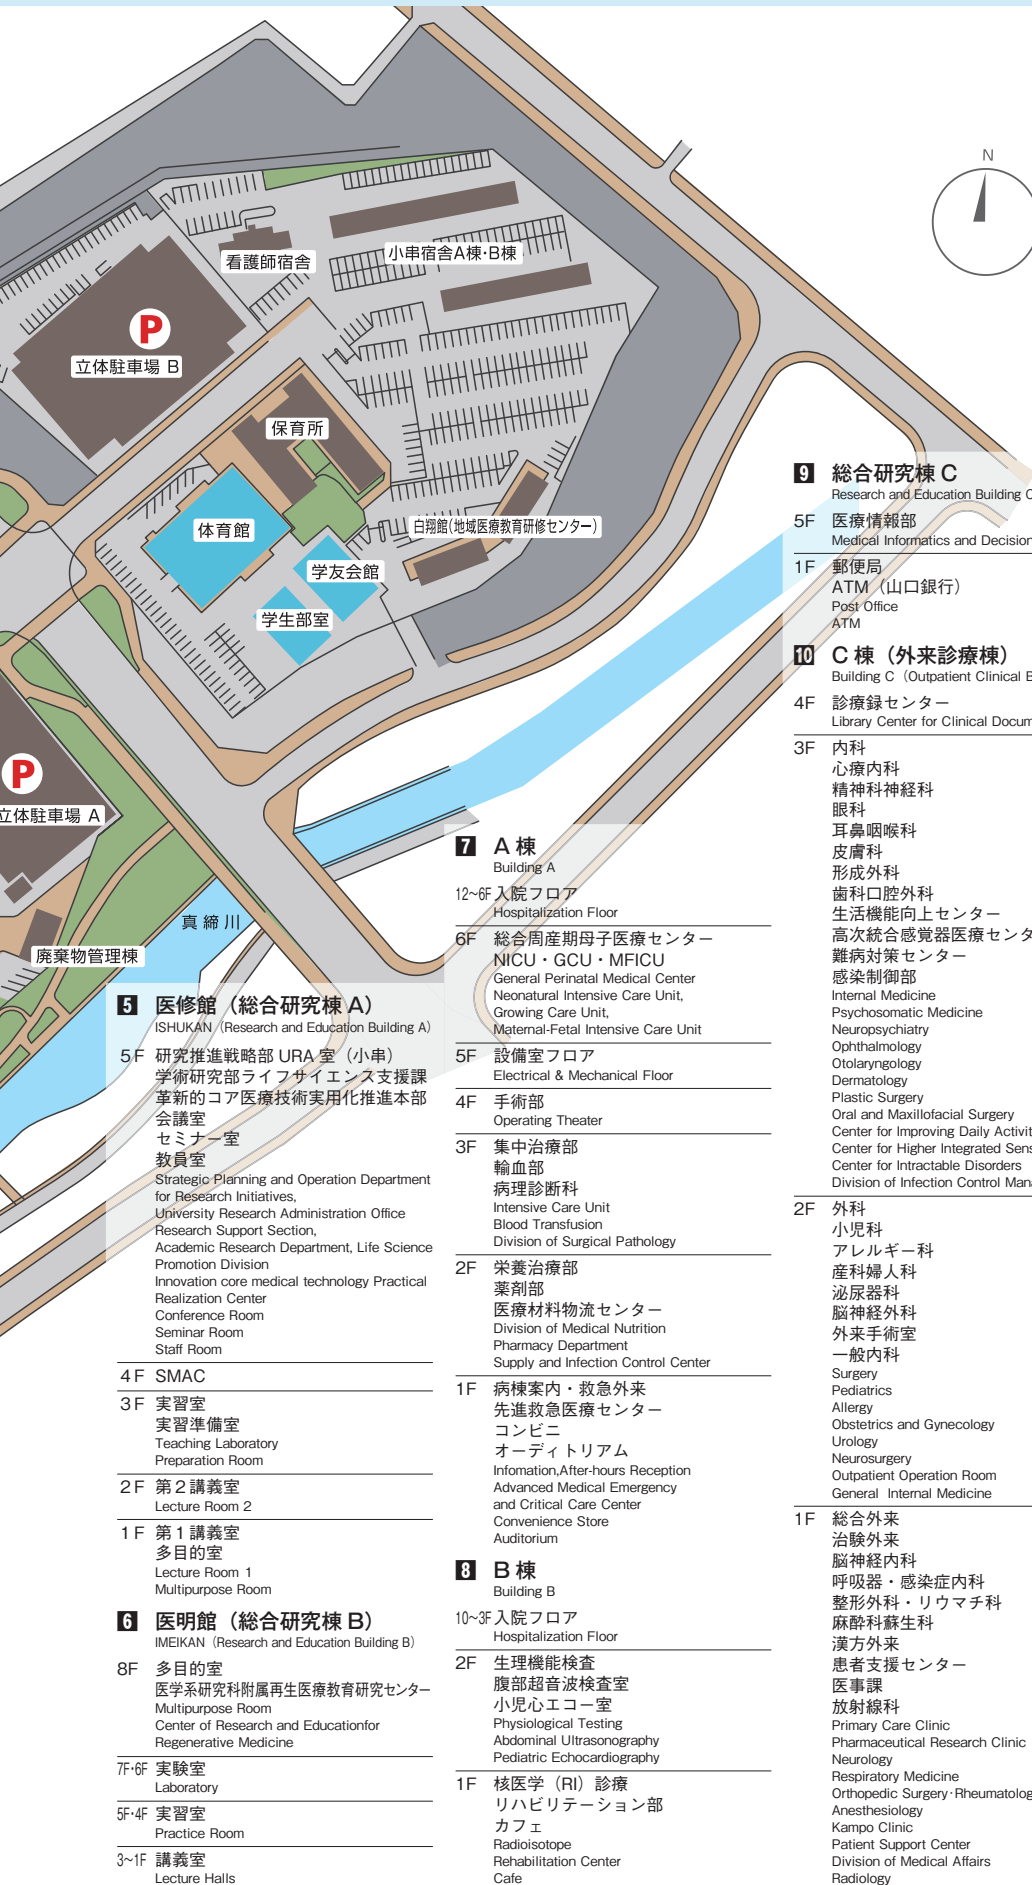 N
看護師宿舎
小串宿舎A棟・B棟
P
立体駐車場 B
保育所
体育館
白翔館(地域医療教育研修センター)
学友会館
学生部室
P
立体駐車場 A
真締川
廃棄物管理棟
5 医修館（総合研究棟 A）
ISHUKAN（Research and Education Building A）
5F 研究推進戦略部 URA 室（小串）
学術研究部ライフサイエンス支援課
革新的コア医療技術実用化推進本部
会議室
セミナー室
教員室
Strategic Planning and Operation Department
for Research Initiatives,
University Research Administration Office
Research Support Section,
Academic Research Department, Life Science
Promotion Division
Innovation core medical technology Practical
Realization Center
Conference Room
Seminar Room
Staff Room
4F SMAC
3F 実習室
実習準備室
Teaching Laboratory
Preparation Room
2F 第2講義室
Lecture Room 2
1F 第1講義室
多目的室
Lecture Room 1
Multipurpose Room
6 医明館（総合研究棟 B）
IMEIKAN（Research and Education Building B）
8F 多目的室
医学系研究科附属再生医療教育研究センター
Multipurpose Room
Center of Research and Educationfor
Regenerative Medicine
7F・6F 実験室
Laboratory
5F・4F 実習室
Practice Room
3~1F 講義室
Lecture Halls
7 A 棟
Building A
12~6F 入院フロア
Hospitalization Floor
6F 総合周産期母子医療センター
NICU・GCU・MFICU
General Perinatal Medical Center
Neonatural Intensive Care Unit,
Growing Care Unit,
Maternal-Fetal Intensive Care Unit
5F 設備室フロア
Electrical & Mechanical Floor
4F 手術部
Operating Theater
3F 集中治療部
輸血部
病理診断科
Intensive Care Unit
Blood Transfusion
Division of Surgical Pathology
2F 栄養治療部
薬剤部
医療材料物流センター
Division of Medical Nutrition
Pharmacy Department
Supply and Infection Control Center
1F 病棟案内・救急外来
先進救急医療センター
コンビニ
オーディトリアム
Infomation,After-hours Reception
Advanced Medical Emergency
and Critical Care Center
Convenience Store
Auditorium
8 B 棟
Building B
10~3F 入院フロア
Hospitalization Floor
2F 生理機能検査
腹部超音波検査室
小児心エコー室
Physiological Testing
Abdominal Ultrasonography
Pediatric Echocardiography
1F 核医学（RI）診療
リハビリテーション部
カフェ
Radioisotope
Rehabilitation Center
Cafe
9 総合研究棟 C
Research and Education Building C
5F 医療情報部
Medical Informatics and Decision
1F 郵便局
ATM（山口銀行）
Post Office
ATM
10 C 棟（外来診療棟）
Building C（Outpatient Clinical
4F 診療録センター
Library Center for Clinical
3F 内科
心療内科
精神科神経科
眼科
耳鼻咽喉科
皮膚科
形成外科
歯科口腔外科
生活機能向上センター
高次統合感覚器医療センタ
難病対策センター
感染制御部
Internal Medicine
Psychosomatic Medicine
Neuropsychiatry
Ophthalmology
Otolaryngology
Dermatology
Plastic Surgery
Oral and Maxillofacial Surgery
Center for Improving Daily
Center for Higher Integrated
Center for Intractable Disorders
Division of Infection Control
2F 外科
小児科
アレルギー科
産科婦人科
泌尿器科
脳神経外科
外来手術室
一般内科
Surgery
Pediatrics
Allergy
Obstetrics and Gynecology
Urology
Neurosurgery
Outpatient Operation Room
General Internal Medicine
1F 総合外来
治験外来
脳神経内科
呼吸器・感染症内科
整形外科・リウマチ科
麻酔科蘇生科
漢方外来
患者支援センター
医事課
放射線科
Primary Care Clinic
Pharmaceutical Research Clinic
Neurology
Respiratory Medicine
Orthopedic Surgery・Rheumatolog
Anesthesiology
Kampo Clinic
Patient Support Center
Division of Medical Affairs
Radiology